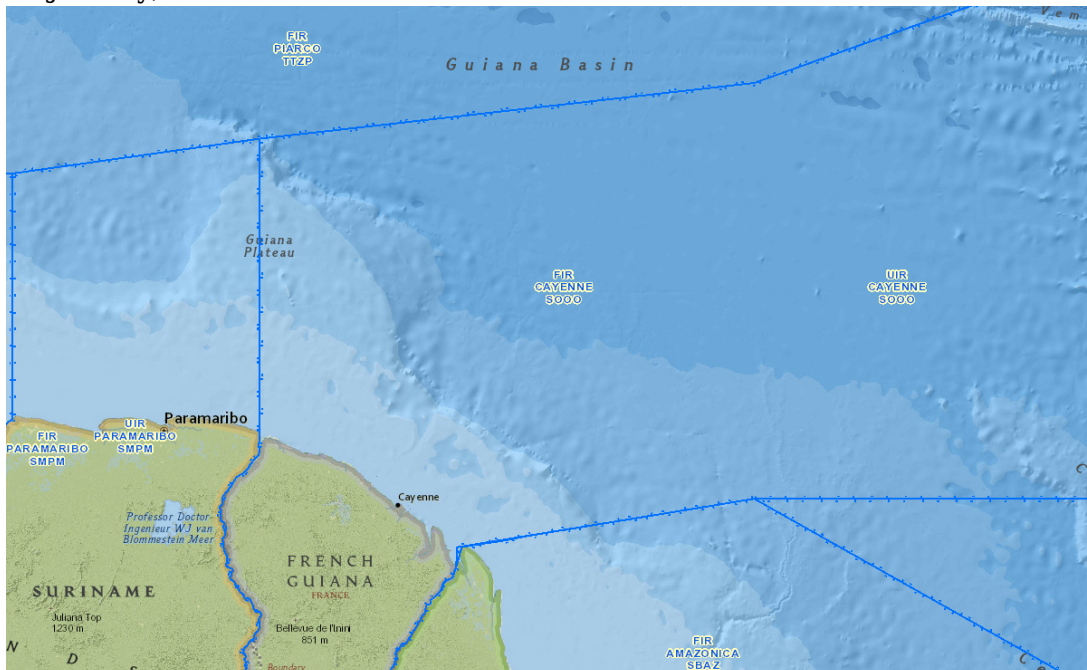 FIR
PIARCO
TTZP
Guiana Basin
Guiana
Plateau
FIR
CAYENNE
SOOO
UIR
CAYENNE
SOOO
Paramaribo
FIR
PARAMARIBO
SMPM
UIR
PARAMARIBO
SMPM
Cayenne
Professor Doctor
Ingenieur WJ van
Blommestein Meer
FRENCH
GUIANA
FRANCE
SURINAME
Juliana Top
1230 m
Bellevue de l'Inini
851 m
FIR
AMAZONICA
SBAZ
Boundary